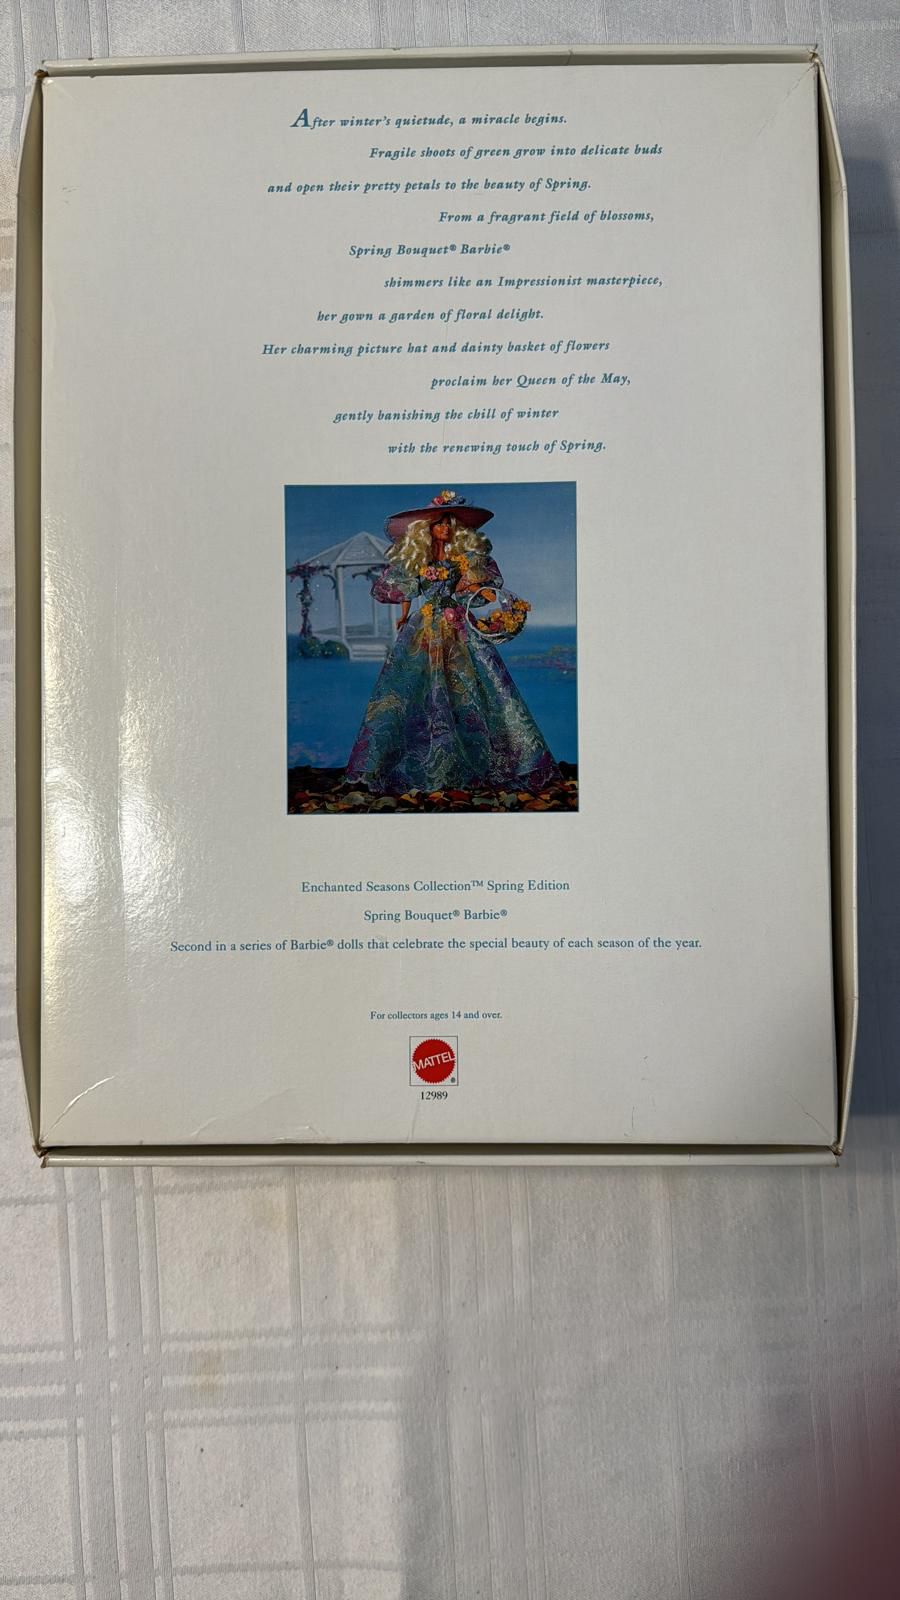 After winter's quietude, a miracle begins.
Fragile shoots of green grow into delicate buds
and open their pretty petals to the beauty of Spring.
From a fragrant field of blossoms,
Spring Bouquet® Barbie®
shimmers like an Impressionist masterpiece,
her gown a garden of floral delight.
Her charming picture hat and dainty basket of flowers
proclaim her Queen of the May,
gently banishing the chill of winter
with the renewing touch of Spring.
Enchanted Seasons Collection™ Spring Edition
Spring Bouquet® Barbie®
Second in a series of Barbie® dolls that celebrate the special beauty of each season of the year.
For collectors ages 14 and over.
MATTEL®
12989